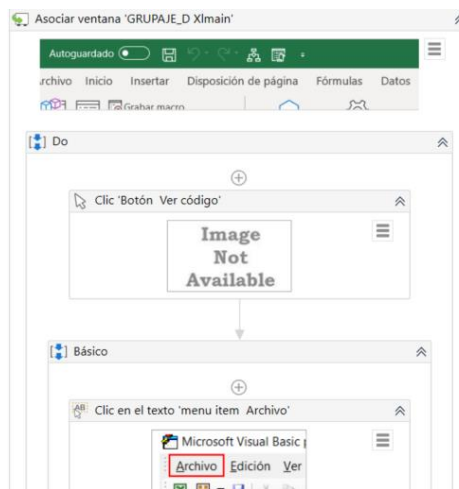 Asociar ventana 'GRUPAJE_D Xlmain'
Autoguardado
rchivo Inicio Insertar Disposición de página Fórmulas Datos
Grabar macro
Do
Clic 'Botón Ver código'
Image
Not
Available
Básico
Clic en el texto 'menu item Archivo'
Microsoft Visual Basic p
Archivo Edición Ver